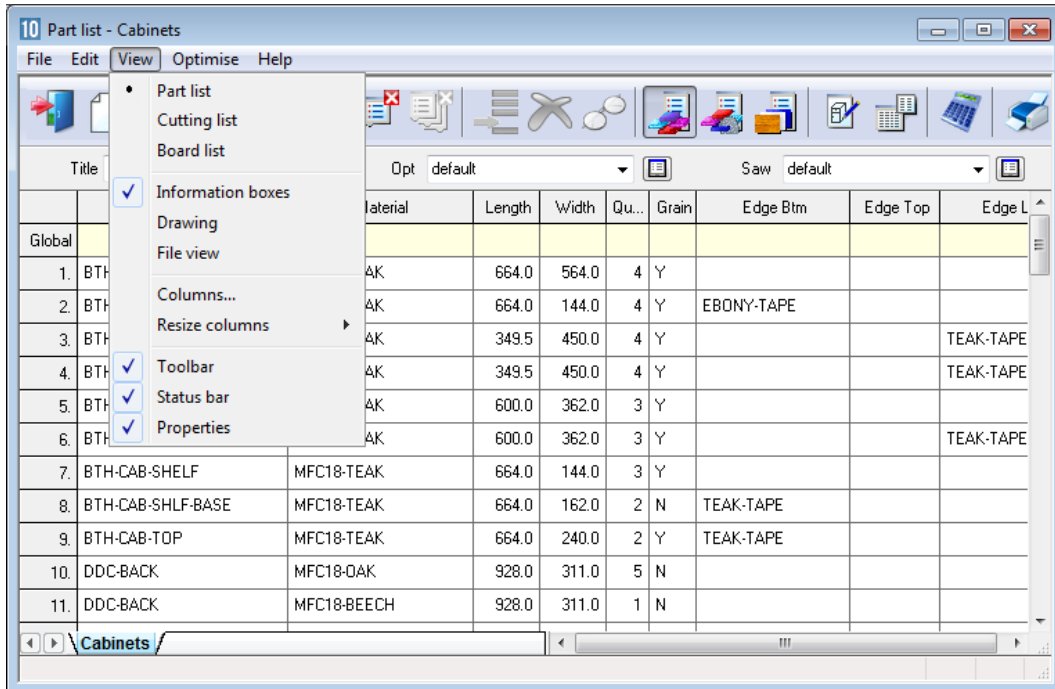 10 Part list - Cabinets
File Edit View Optimise Help
Part list
Cutting list
Board list
Information boxes
Drawing
File view
Columns...
Resize columns
Toolbar
Status bar
Properties
Title Opt default Saw default
Length Width Qu... Grain Edge Btm Edge Top Edge L
Global
1. BTH AK 664.0 564.0 4 Y
2. BTH AK 664.0 144.0 4 Y EBONY-TAPE
3. BTH AK 349.5 450.0 4 Y TEAK-TAPE
4. BTH AK 349.5 450.0 4 Y TEAK-TAPE
5. BTH AK 600.0 362.0 3 Y
6. BTH AK 600.0 362.0 3 Y TEAK-TAPE
7. BTH-CAB-SHELF MFC18-TEAK 664.0 144.0 3 Y
8. BTH-CAB-SHLF-BASE MFC18-TEAK 664.0 162.0 2 N TEAK-TAPE
9. BTH-CAB-TOP MFC18-TEAK 664.0 240.0 2 Y TEAK-TAPE
10. DDC-BACK MFC18-OAK 928.0 311.0 5 N
11. DDC-BACK MFC18-BEECH 928.0 311.0 1 N
Cabinets